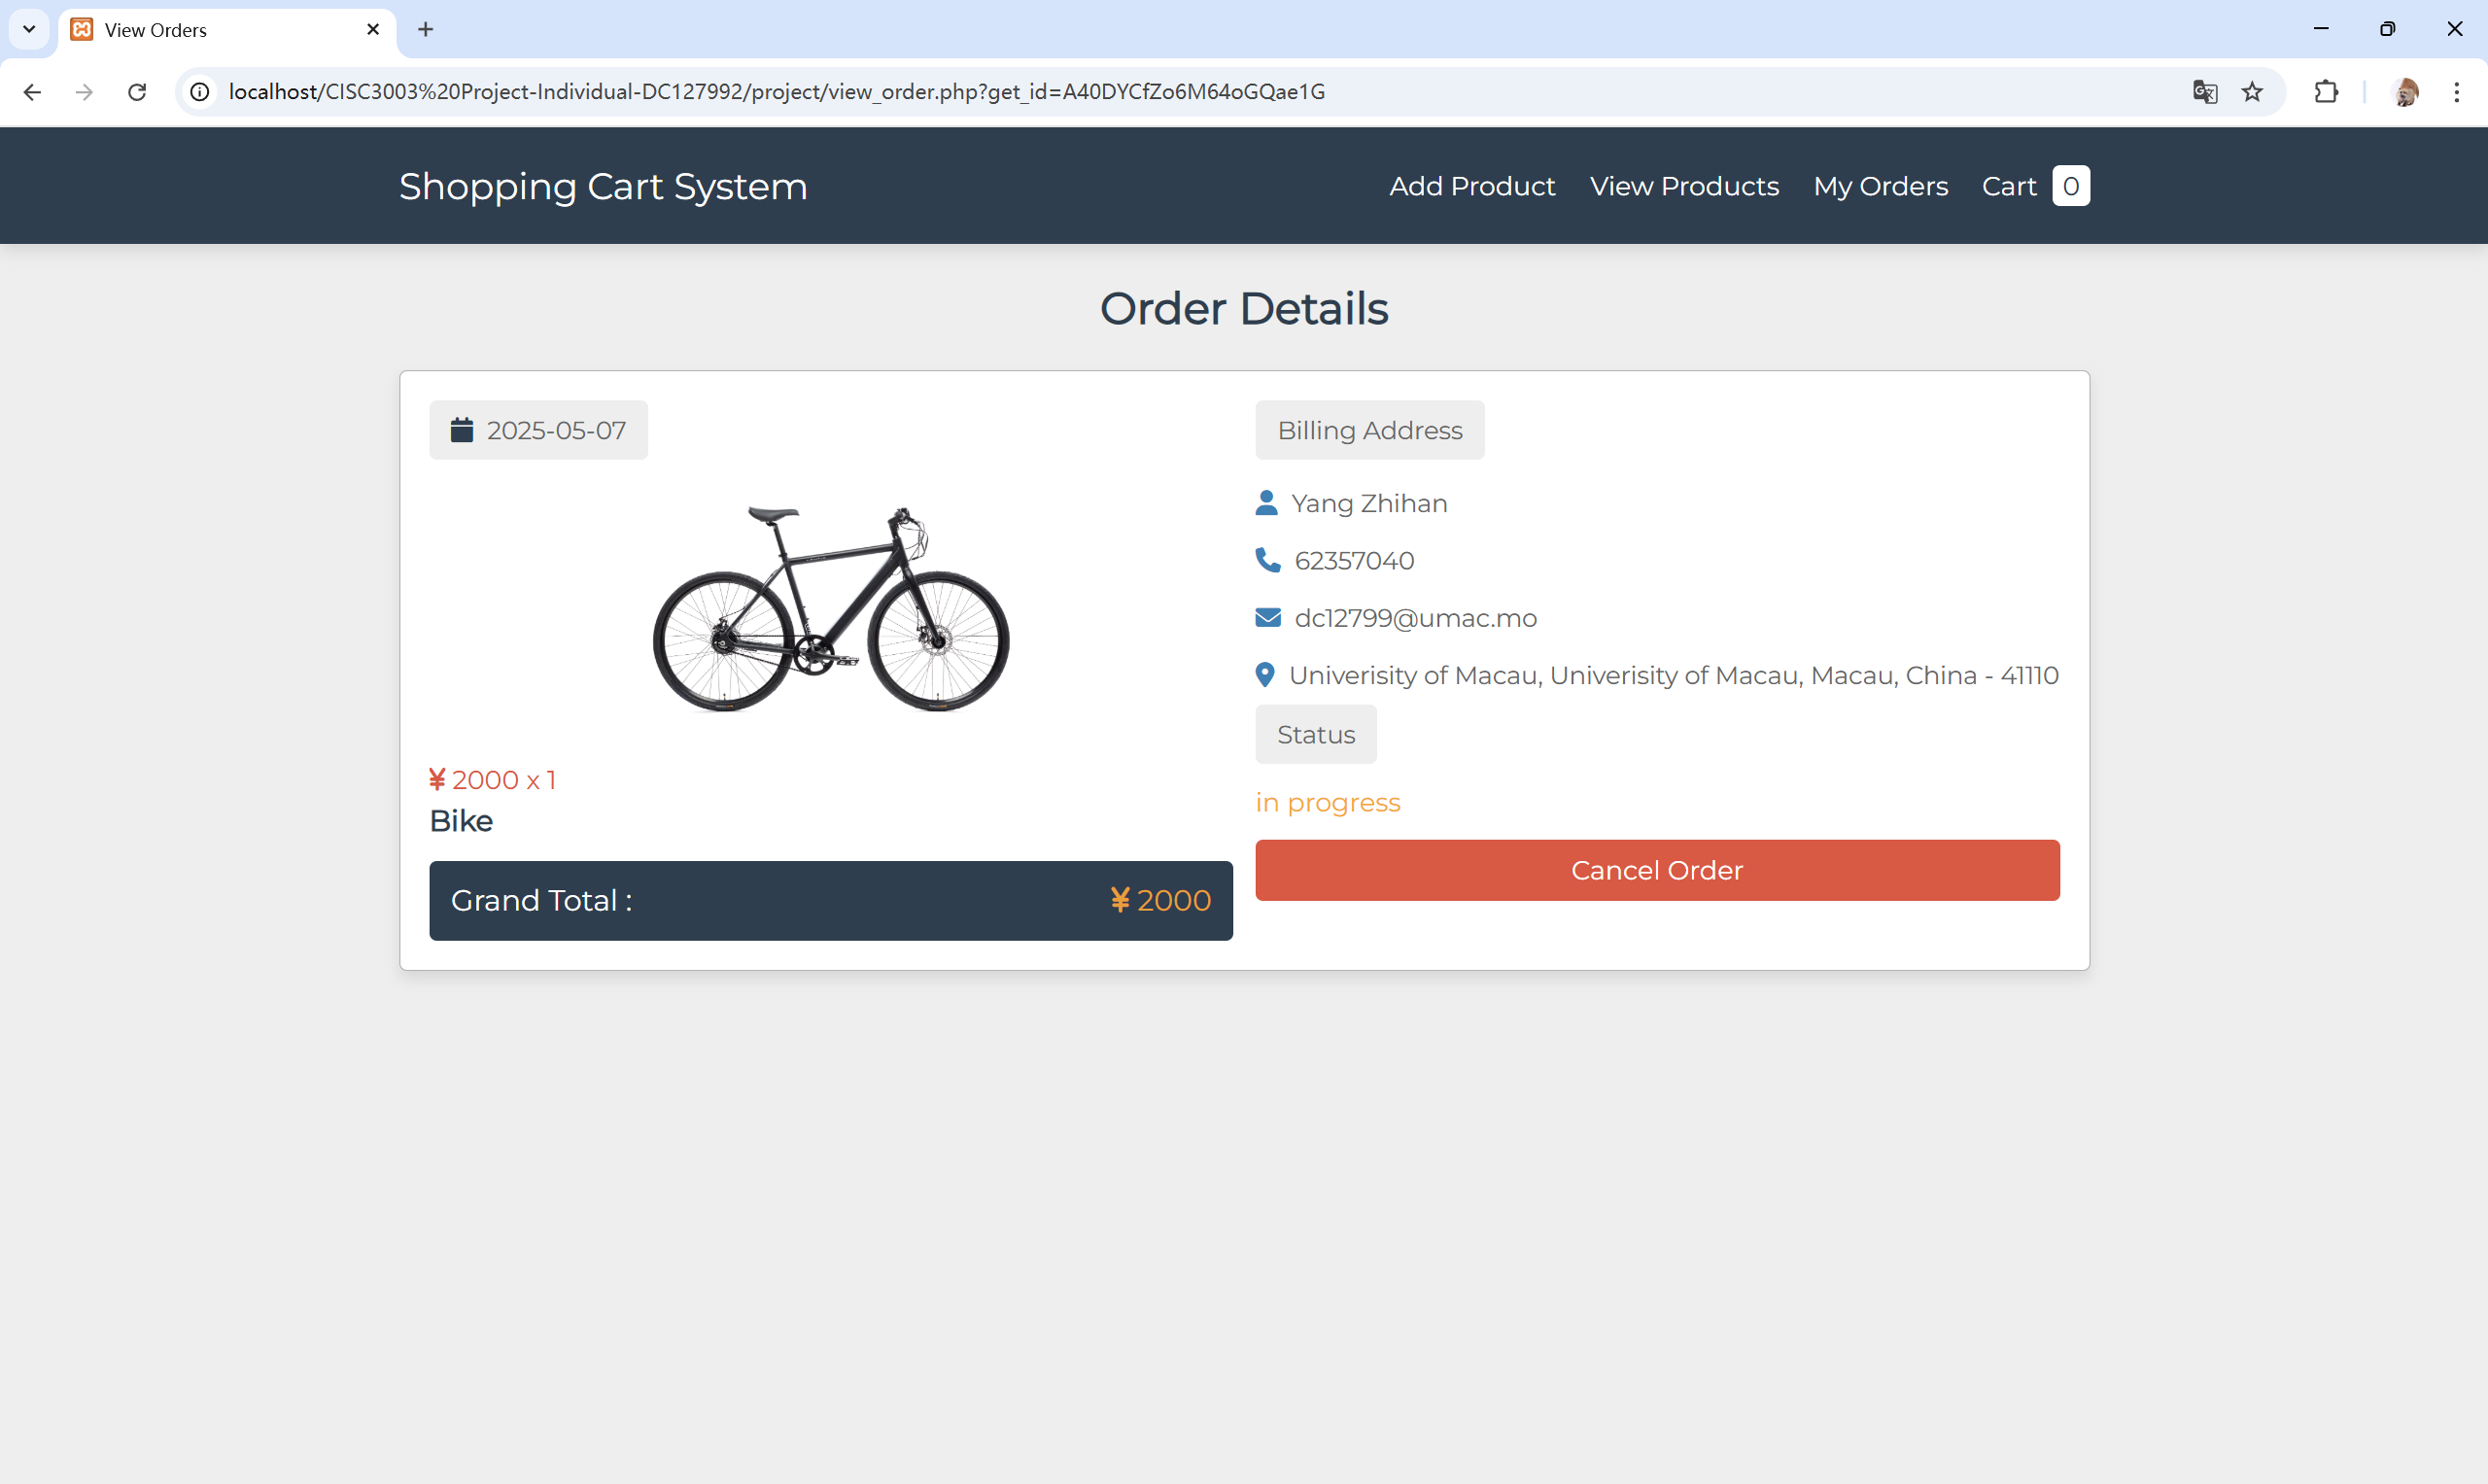 View Orders
localhost/CISC3003%20Project-Individual-DC127992/project/view_order.php?get_id=A40DYCfZo6M64oGQae1G
Shopping Cart System
Add Product View Products My Orders Cart 0
Order Details
2025-05-07
¥ 2000 x 1
Bike
Grand Total : ¥ 2000
Billing Address
Yang Zhihan
62357040
dc12799@umac.mo
Univerisity of Macau, Univerisity of Macau, Macau, China - 41110
Status
in progress
Cancel Order